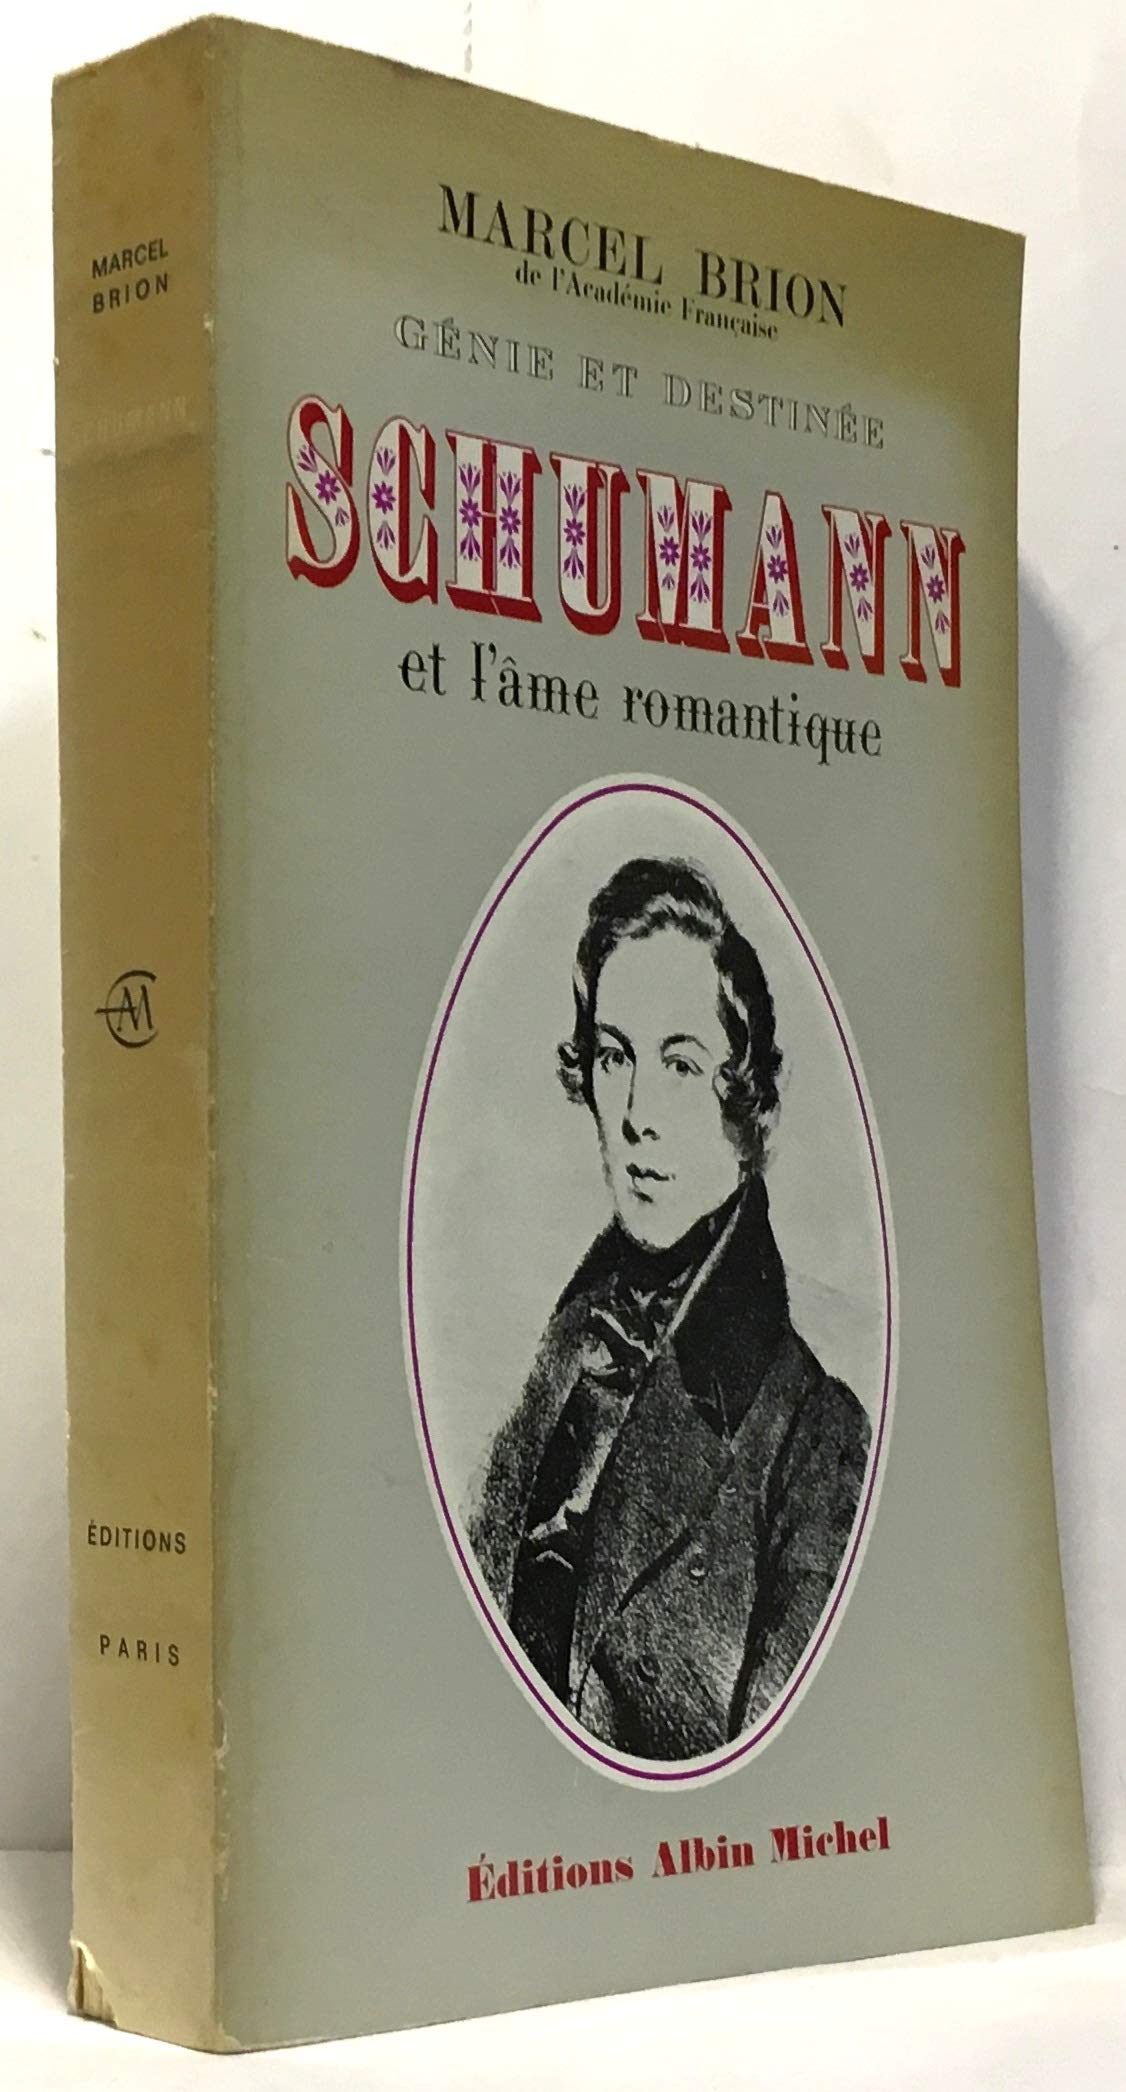 MARCEL
BRION
SCHUMANN
ÉDITIONS
PARIS
MARCEL BRION
de l'Académie Française
GÉNIE ET DESTINÉE
SCHUMANN
et l'âme romantique
Éditions Albin Michel